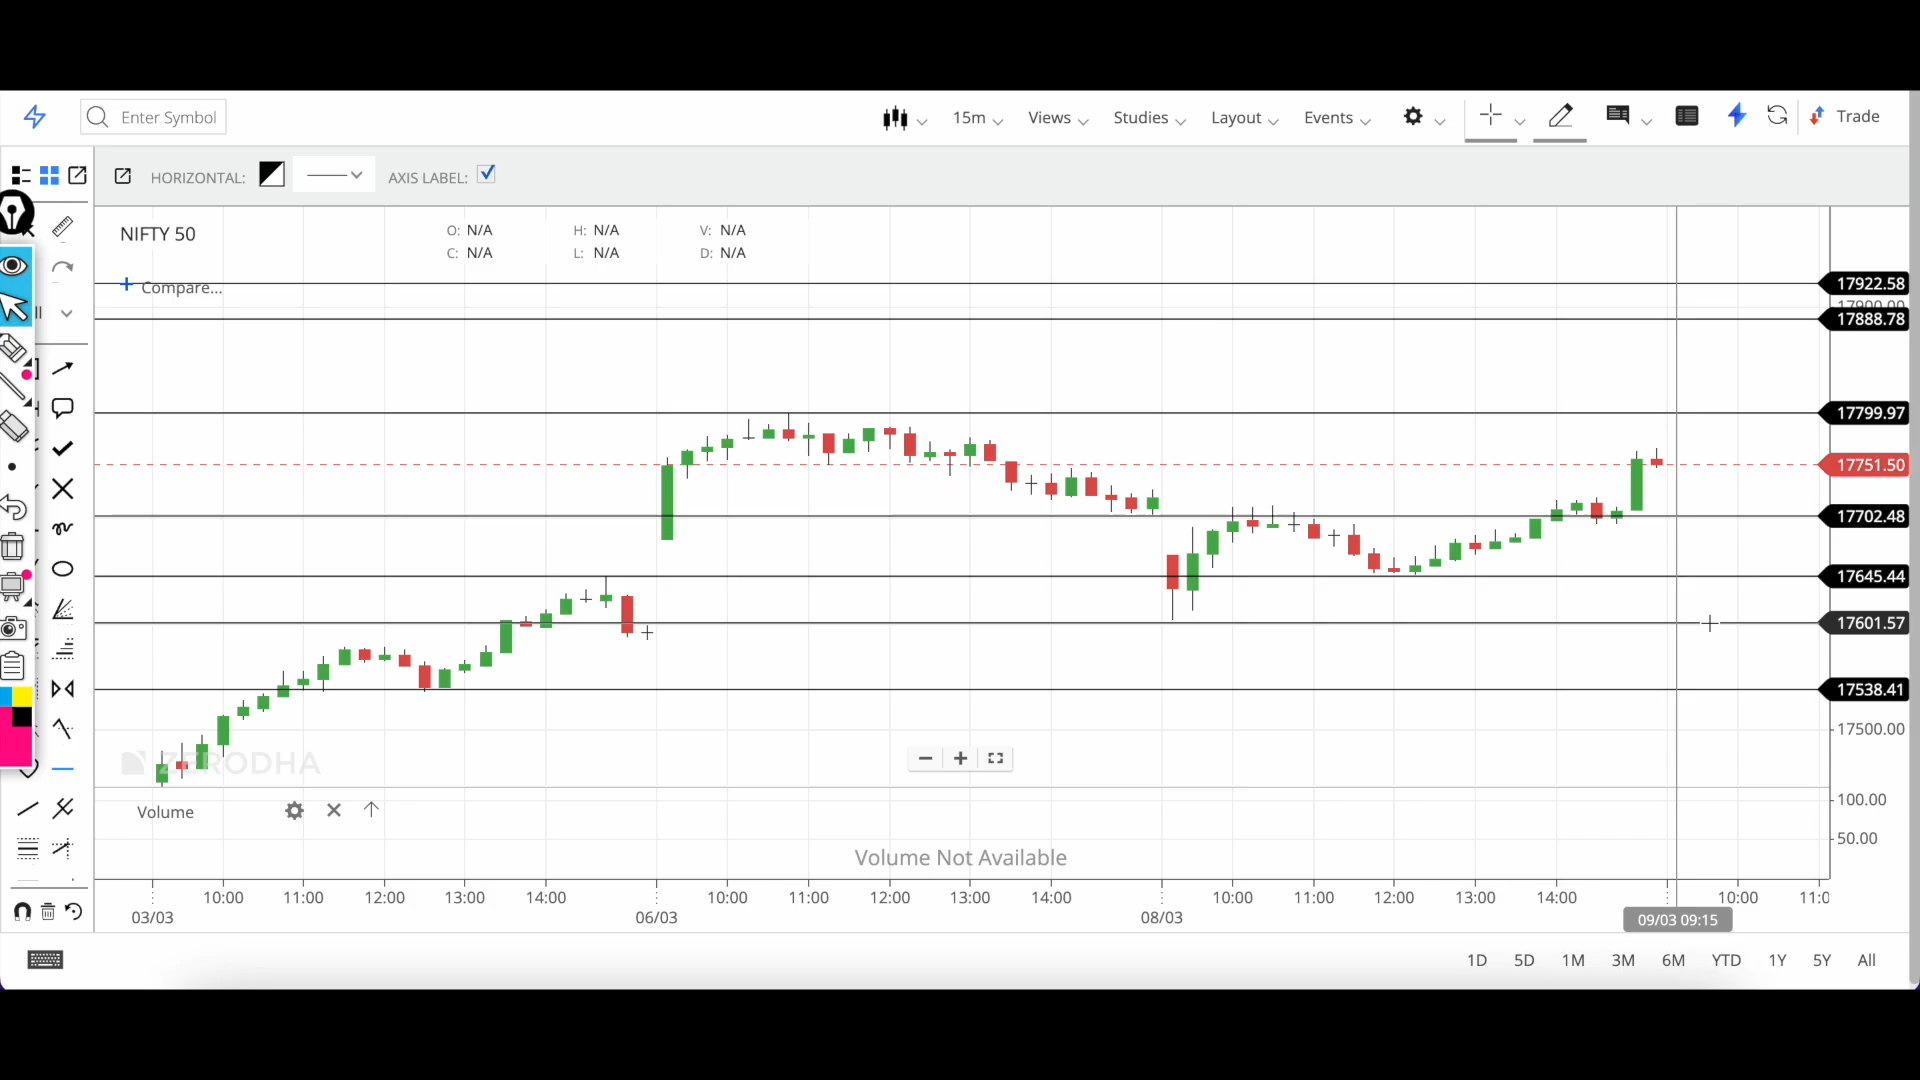 Enter Symbol
15m
Views
Studies
Layout
Events
Trade
HORIZONTAL:
AXIS LABEL:
NIFTY 50
O: N/A H: N/A V: N/A
C: N/A L: N/A D: N/A
Compare...
17922.58
17900.00
17888.78
17799.97
17751.50
17702.48
17645.44
17601.57
17538.41
17500.00
ZERODHA
Volume
100.00
50.00
Volume Not Available
10:00 11:00 12:00 13:00 14:00 10:00 11:00 12:00 13:00 14:00 10:00 11:00 12:00 13:00 14:00 10:00
03/03 06/03 08/03 09/03 09:15
1D 5D 1M 3M 6M YTD 1Y 5Y All